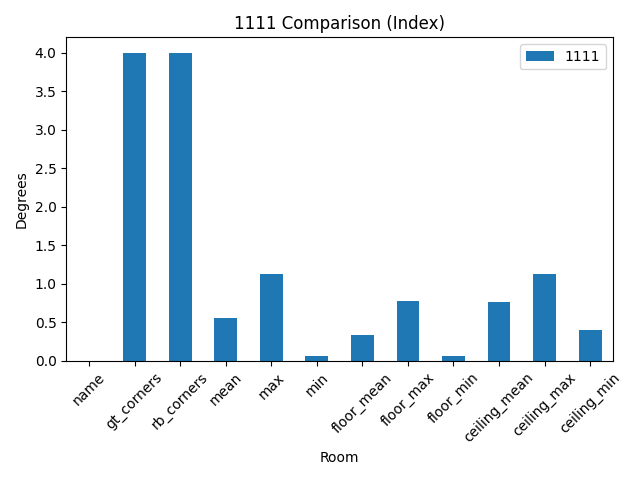 1111 Comparison (Index)
1111
Degrees
4.0
3.5
3.0
2.5
2.0
1.5
1.0
0.5
0.0
name
gt_corners
rb_corners
mean
max
min
floor_mean
floor_max
floor_min
ceiling_mean
ceiling_max
ceiling_min
Room